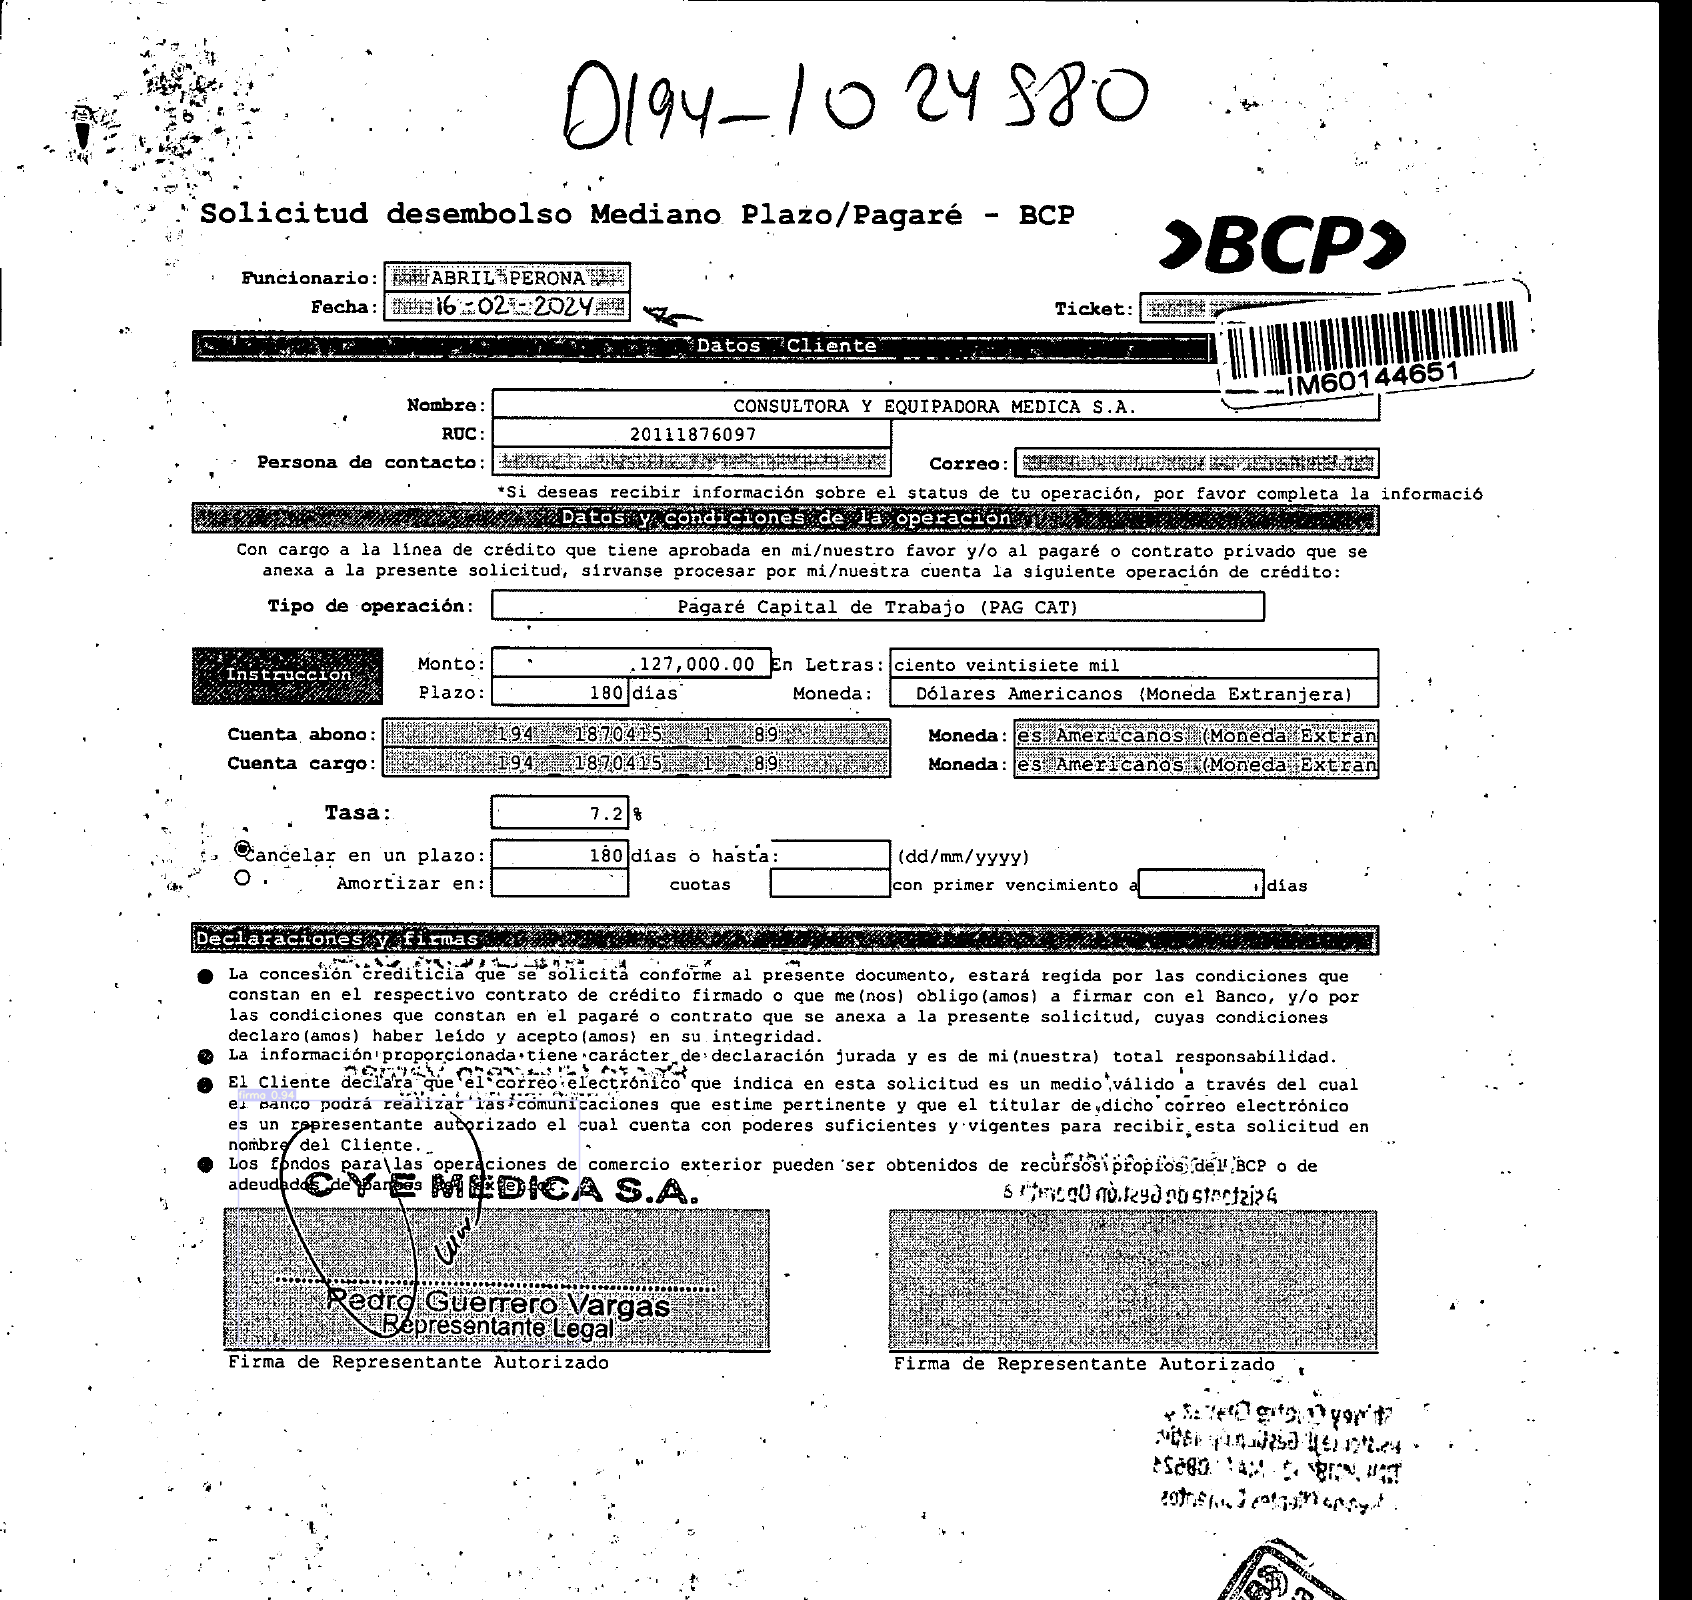 D194-1024980
Solicitud desembolso Mediano Plazo/Pagaré - BCP
BCP
Funcionario: ABRIL PERONA
Fecha: 16-02-2024
Ticket:
IM60144651
Datos Cliente
Nombre: CONSULTORA Y EQUIPADORA MEDICA S.A.
RUC: 20111876097
Persona de contacto: Correo:
*Si deseas recibir información sobre el status de tu operación, por favor completa la informació
Datos y condiciones de la operación
Con cargo a la línea de crédito que tiene aprobada en mi/nuestro favor y/o al pagaré o contrato privado que se
anexa a la presente solicitud, sírvanse procesar por mi/nuestra cuenta la siguiente operación de crédito:
Tipo de operación: Pagaré Capital de Trabajo (PAG CAT)
Instrucción
Monto: 127,000.00 En Letras: ciento veintisiete mil
Plazo: 180 días Moneda: Dólares Americanos (Moneda Extranjera)
Cuenta abono: 194 1870415 1 89 Moneda: es Americanos (Moneda Extran
Cuenta cargo: 194 1870415 1 89 Moneda: es Americanos (Moneda Extran
Tasa: 7.2 %
Cancelar en un plazo: 180 días o hasta: (dd/mm/yyyy)
Amortizar en: cuotas con primer vencimiento a días
Declaraciones y firmas
La concesión crediticia que se solicita conforme al presente documento, estará regida por las condiciones que
constan en el respectivo contrato de crédito firmado o que me(nos) obligo(amos) a firmar con el Banco, y/o por
las condiciones que constan en el pagaré o contrato que se anexa a la presente solicitud, cuyas condiciones
declaro(amos) haber leído y acepto(amos) en su integridad.
La información proporcionada tiene carácter de declaración jurada y es de mi(nuestra) total responsabilidad.
El Cliente declara que el correo electrónico que indica en esta solicitud es un medio válido a través del cual
firma 0.94
el Banco podrá realizar las comunicaciones que estime pertinente y que el titular de dicho correo electrónico
es un representante autorizado el cual cuenta con poderes suficientes y vigentes para recibir esta solicitud en
nombre del Cliente.
Los fondos para las operaciones de comercio exterior pueden ser obtenidos de recursos propios del BCP o de
adeudados de bancos
C Y E MEDICA S.A.
Pedro Guerrero Vargas
Representante Legal
Firma de Representante Autorizado
Firma de Representante Autorizado